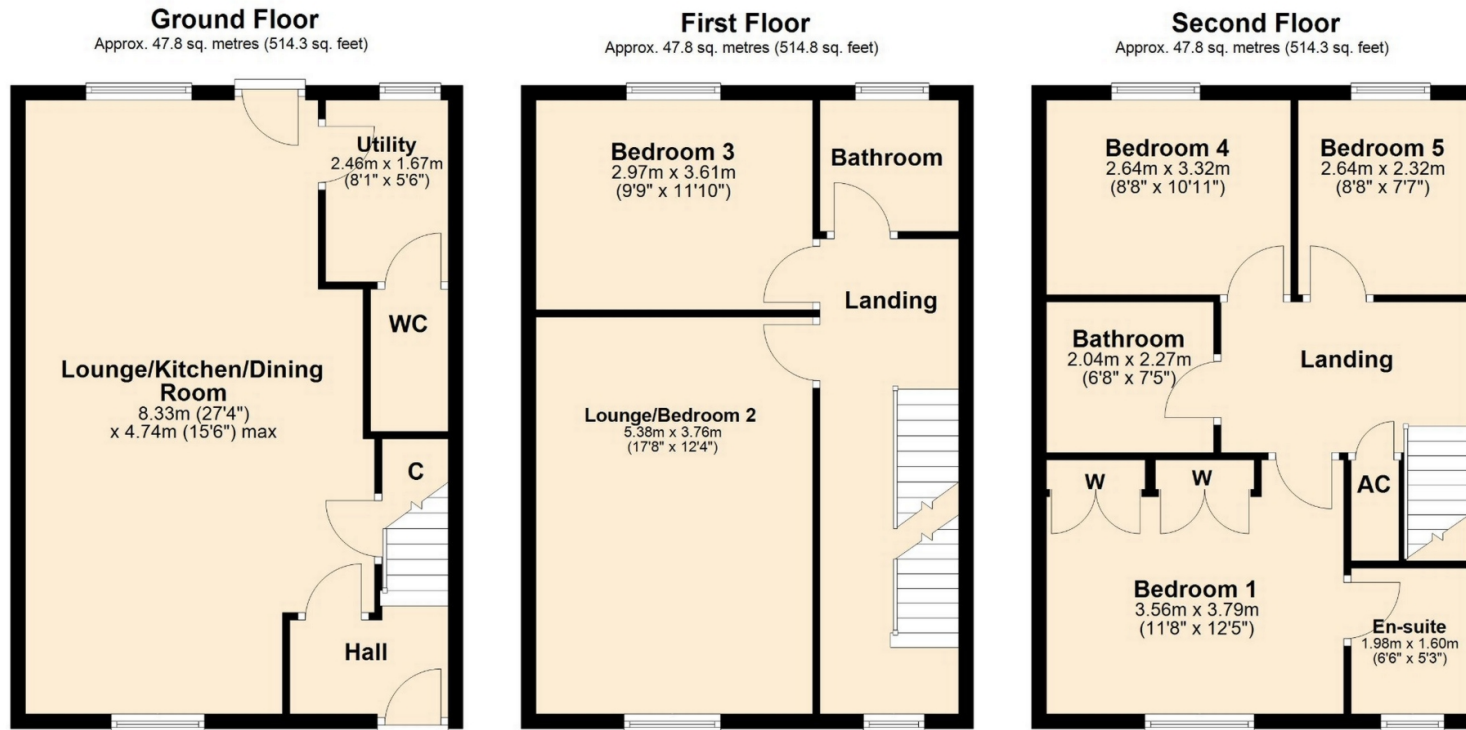 Ground Floor
Approx. 47.8 sq. metres (514.3 sq. feet)
Utility
2.46m x 1.67m
(8'1" x 5'6")
WC
Lounge/Kitchen/Dining
Room
8.33m (27'4")
x 4.74m (15'6") max
C
Hall
First Floor
Approx. 47.8 sq. metres (514.8 sq. feet)
Bedroom 3
2.97m x 3.61m
(9'9" x 11'10")
Bathroom
Landing
Lounge/Bedroom 2
5.38m x 3.76m
(17'8" x 12'4")
Second Floor
Approx. 47.8 sq. metres (514.3 sq. feet)
Bedroom 4
2.64m x 3.32m
(8'8" x 10'11")
Bedroom 5
2.64m x 2.32m
(8'8" x 7'7")
Bathroom
2.04m x 2.27m
(6'8" x 7'5")
Landing
W
W
AC
Bedroom 1
3.56m x 3.79m
(11'8" x 12'5")
En-suite
1.98m x 1.60m
(6'6" x 5'3")